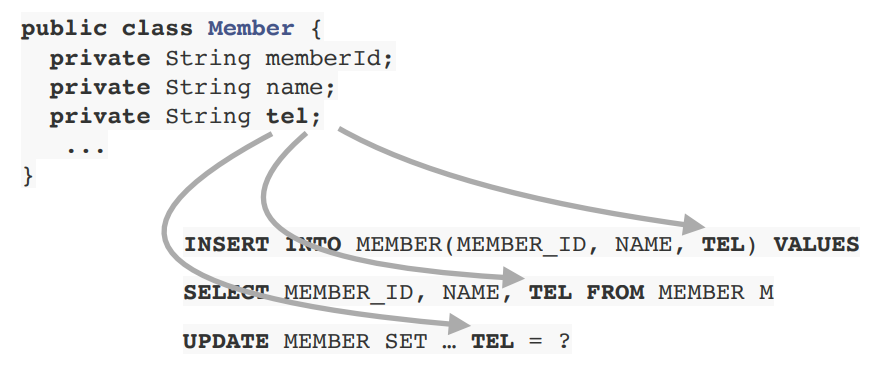 public class Member {
private String memberId;
private String name;
private String tel;
...
}
INSERT INTO MEMBER(MEMBER_ID, NAME, TEL) VALUES
SELECT MEMBER_ID, NAME, TEL FROM MEMBER M
UPDATE MEMBER SET … TEL = ?